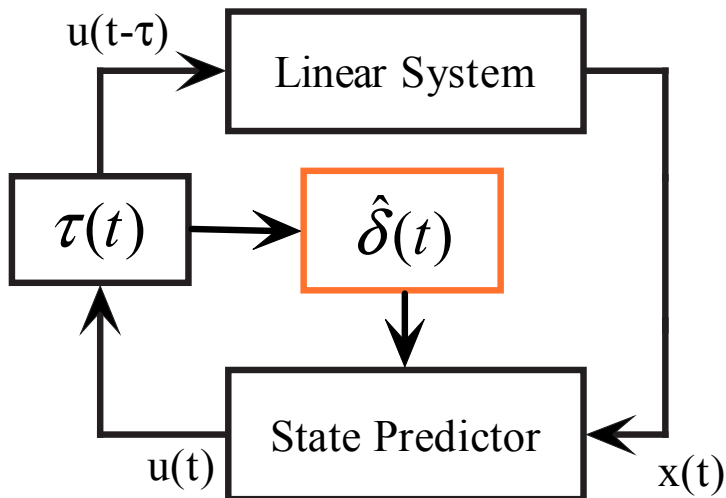 u(t-τ)
Linear System
τ(t)
δ̂(t)
State Predictor
u(t)
x(t)